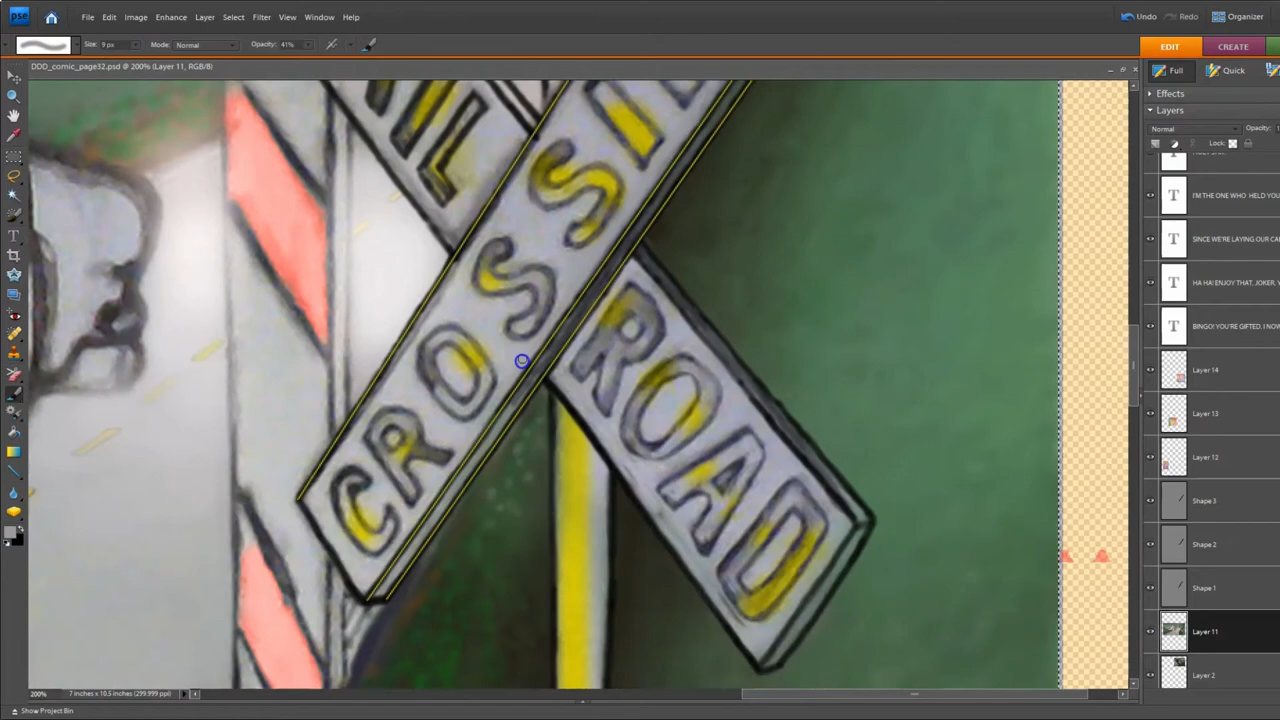 pse File Edit Image Enhance Layer Select Filter View Window Help Undo Redo Organizer
Size: 9 px Mode: Normal Opacity: 41% EDIT CREATE
DDD_comic_page32.psd @ 200% (Layer 11, RGB/8)
Full Quick
Effects
Layers
Normal Opacity:
Lock:
I'M THE ONE WHO HELD YOU
SINCE WE'RE LAYING OUR CA
HA HA! ENJOY THAT, JOKER,
BINGO! YOU'RE GIFTED. I NOW
Layer 14
Layer 13
Layer 12
Shape 3
Shape 2
Shape 1
Layer 11
Layer 2
CROSSI
ROAD
200% 7 inches x 10.5 inches (299.999 ppi)
Show Project Bin